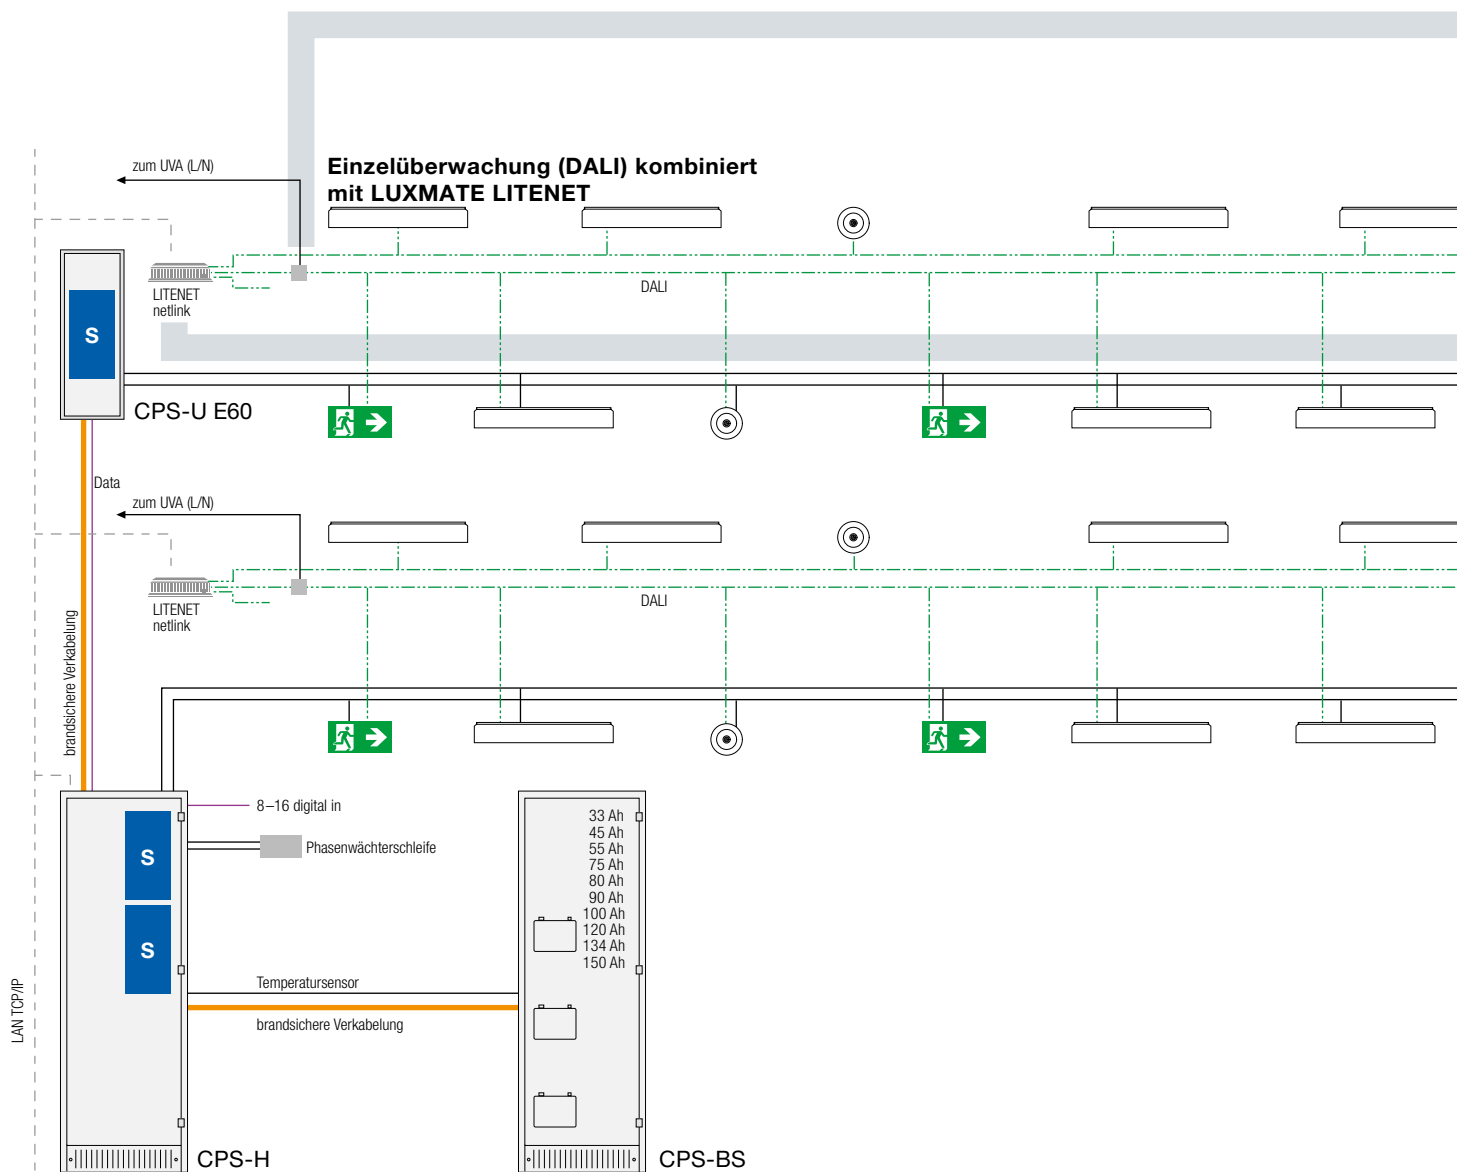 zum UVA (L/N)
Einzelüberwachung (DALI) kombiniert
mit LUXMATE LITENET
LITENET
netlink
DALI
S
CPS-U E60
Data
zum UVA (L/N)
LITENET
netlink
DALI
brandsichere Verkabelung
8–16 digital in
Phasenwächterschleife
S
S
33 Ah
45 Ah
55 Ah
75 Ah
80 Ah
90 Ah
100 Ah
120 Ah
134 Ah
150 Ah
Temperatursensor
brandsichere Verkabelung
LAN TCP/IP
CPS-H
CPS-BS